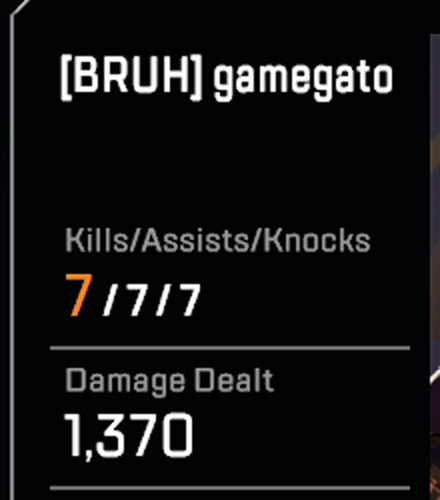 [BRUH] gamegato
Kills/Assists/Knocks
7/7/7
Damage Dealt
1,370